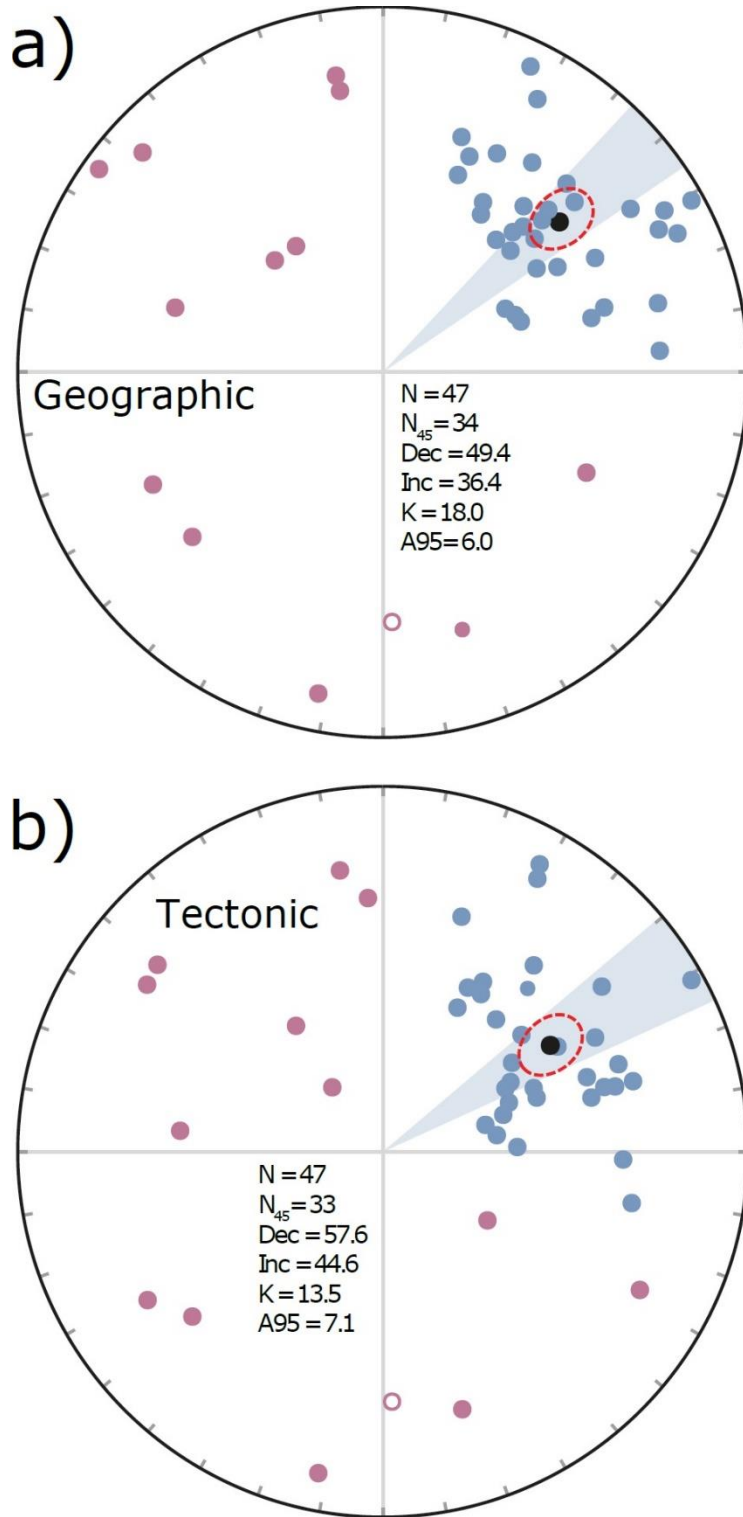 a)
Geographic
N = 47
N45 = 34
Dec = 49.4
Inc = 36.4
K = 18.0
A95= 6.0
b)
Tectonic
N = 47
N45 = 33
Dec = 57.6
Inc = 44.6
K = 13.5
A95 = 7.1